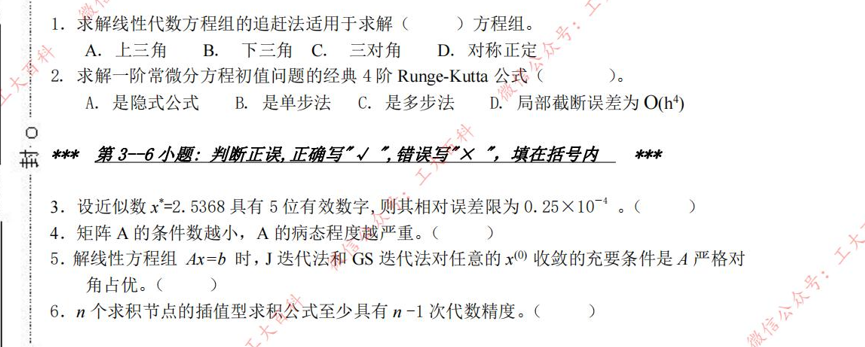 1. 求解线性代数方程组的追赶法适用于求解（　　）方程组。
A. 上三角　B. 下三角　C. 三对角　D. 对称正定
2. 求解一阶常微分方程初值问题的经典 4 阶 Runge-Kutta 公式（　　）。
A. 是隐式公式　B. 是单步法　C. 是多步法　D. 局部截断误差为 O(h⁴)
封 O
*** 第 3--6 小题: 判断正误,正确写"√",错误写"×"，填在括号内 ***
3. 设近似数 x*=2.5368 具有 5 位有效数字,则其相对误差限为 0.25×10⁻⁴ 。（　　）
4. 矩阵 A 的条件数越小，A 的病态程度越严重。（　　）
5. 解线性方程组 Ax=b 时，J 迭代法和 GS 迭代法对任意的 x⁽⁰⁾ 收敛的充要条件是 A 严格对
角占优。（　　）
6. n 个求积节点的插值型求积公式至少具有 n-1 次代数精度。（　　）
微信公众号: 工大百科